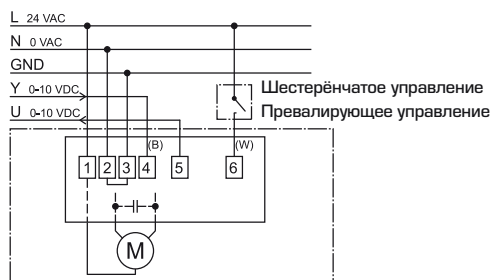 L 24 VAC
N 0 VAC
GND
Y 0-10 VDC
U 0-10 VDC
Шестерёнчатое управление
Превалирующее управление
(B) (W)
1 2 3 4 5 6
M